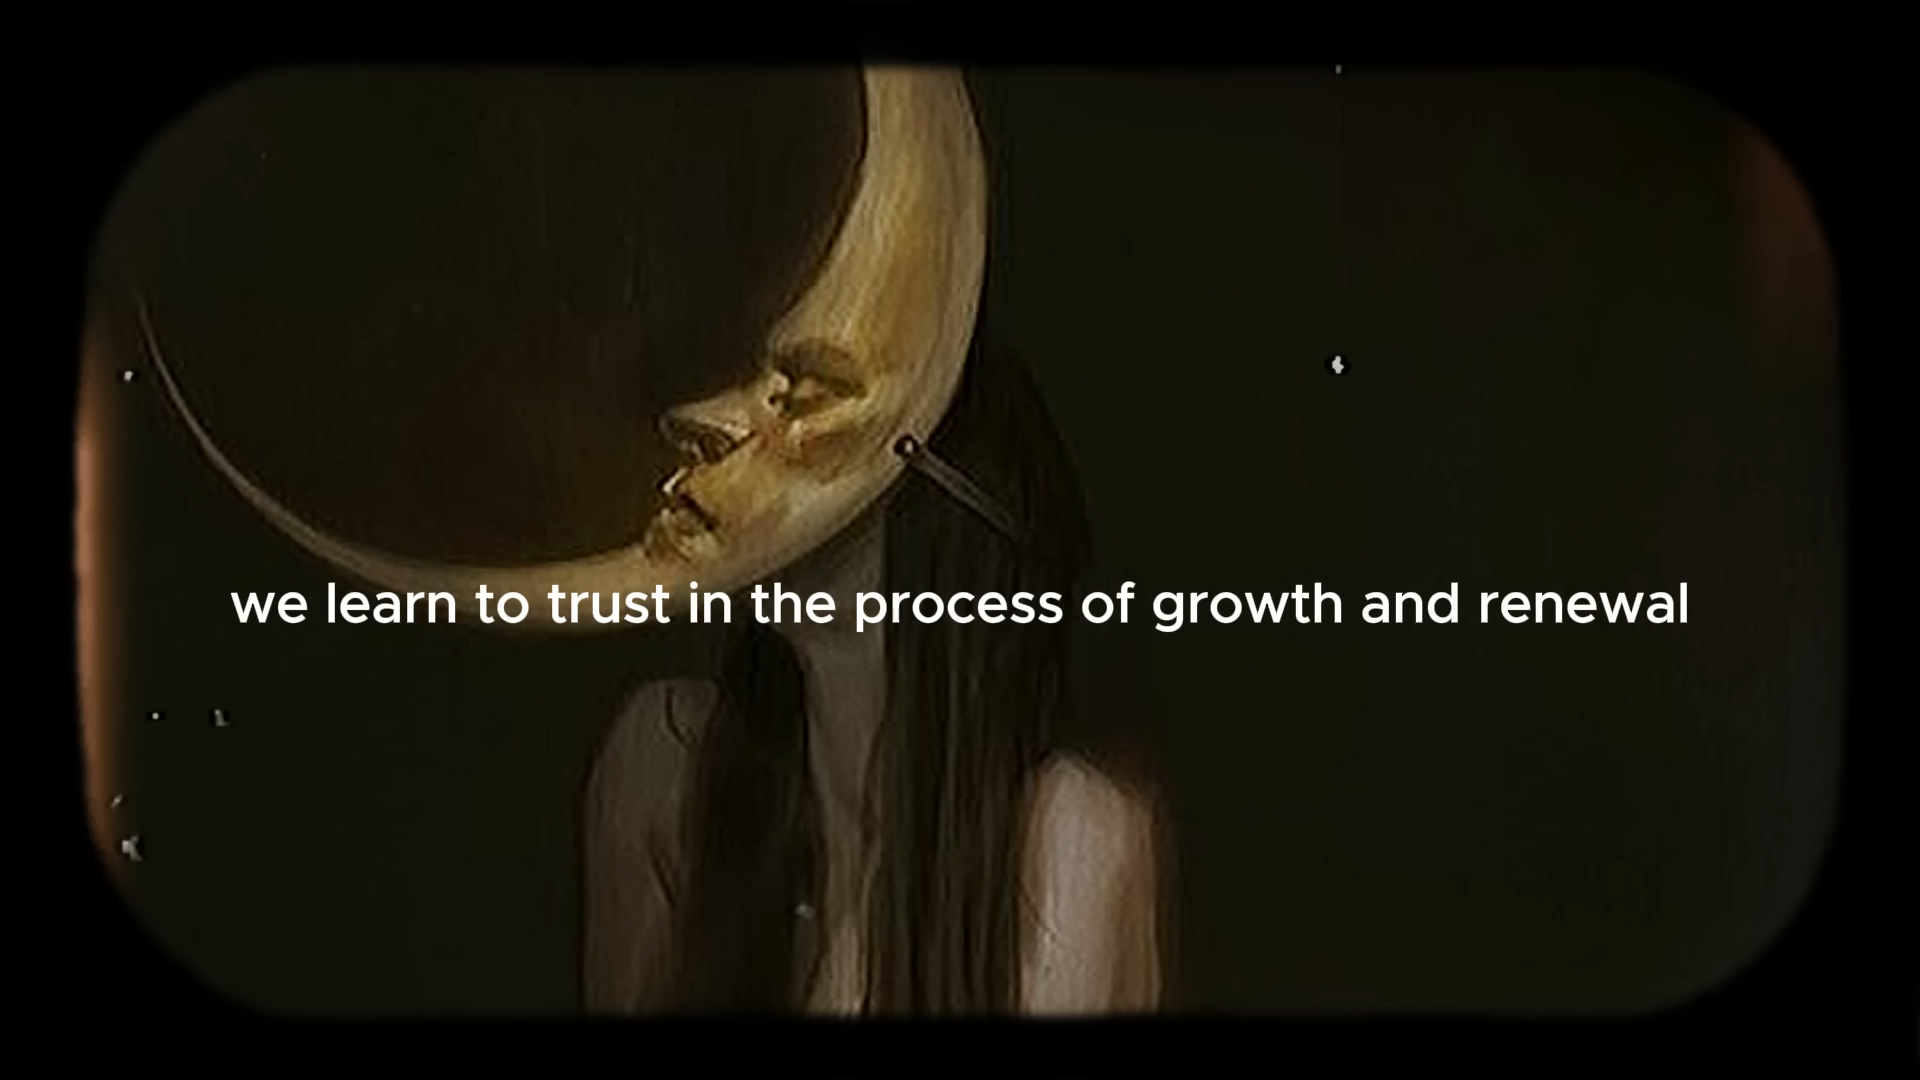 we learn to trust in the process of growth and renewal